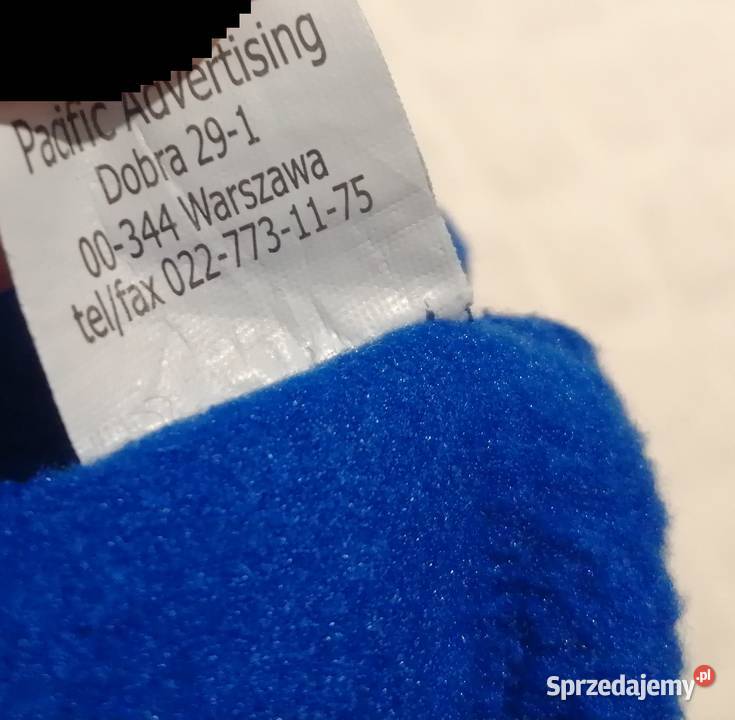 Pacific Advertising
Dobra 29-1
00-344 Warszawa
tel/fax 022-773-11-75
Sprzedajemy.pl